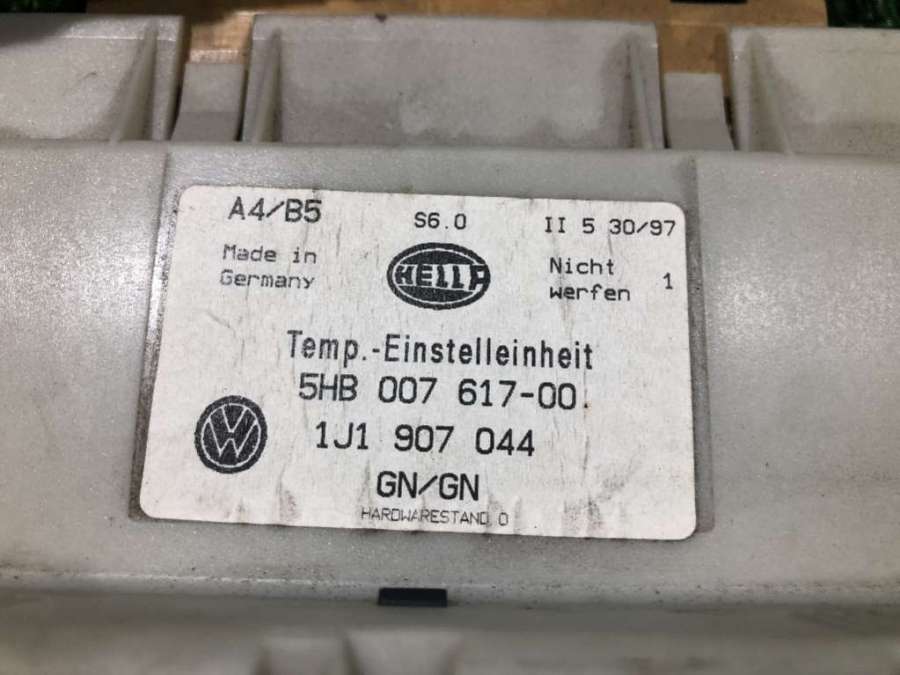 A4/B5 S6.0 II 5 30/97
Made in
Germany
HELLA
Nicht
werfen 1
Temp.-Einstelleinheit
5HB 007 617-00
1J1 907 044
VW
GN/GN
HARDWARESTAND 0